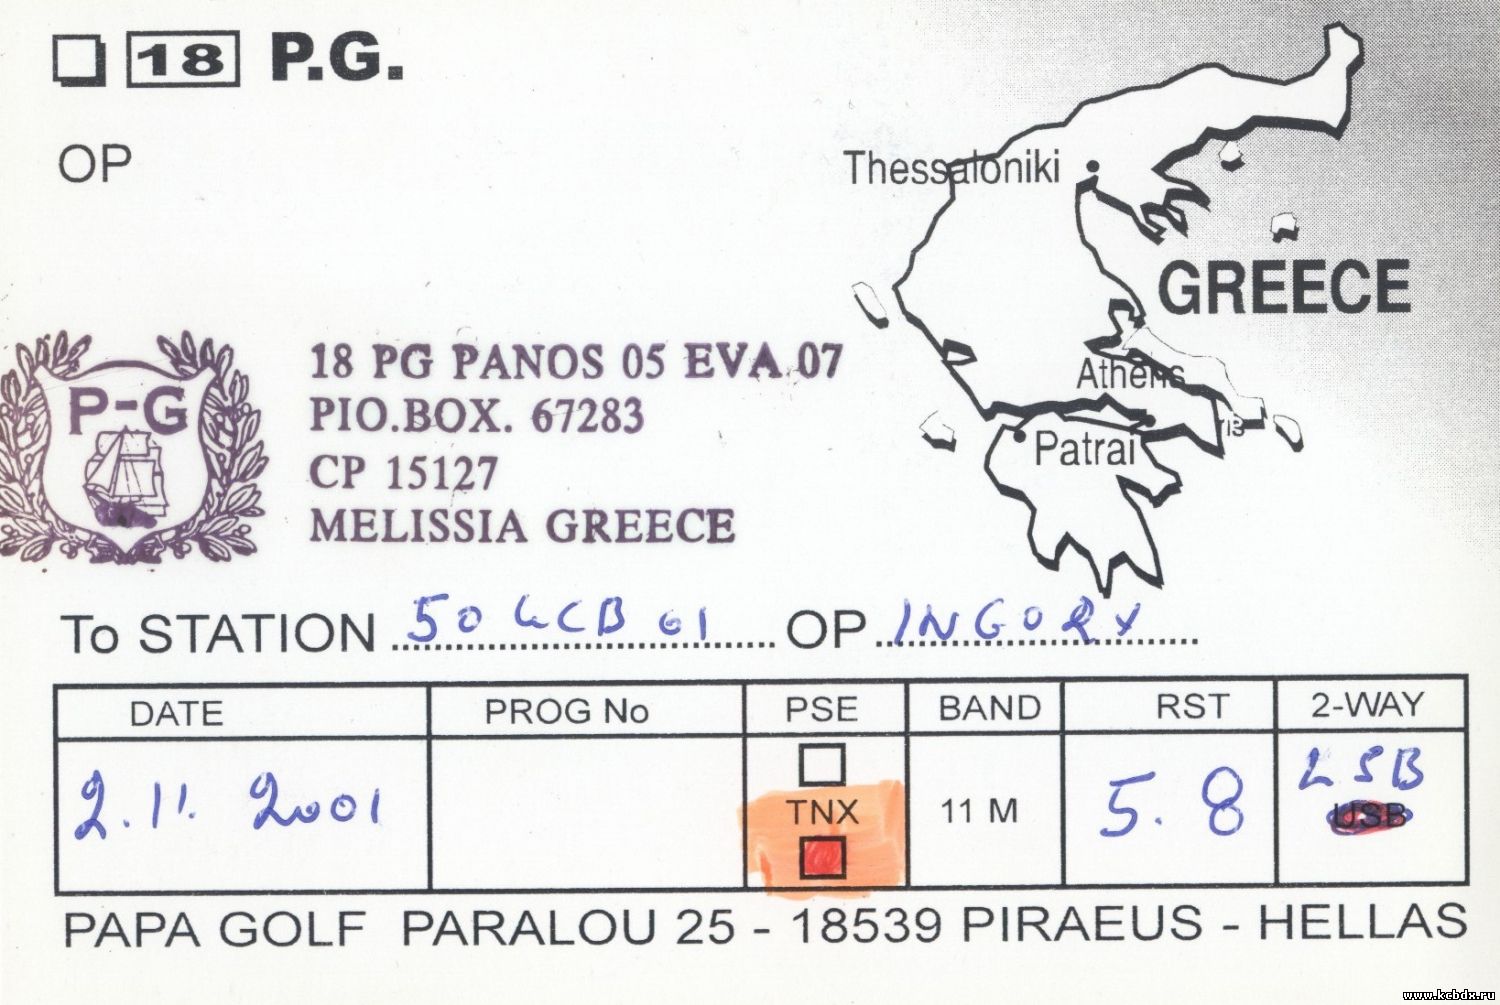 18 P.G.
OP
Thessaloniki
GREECE
Athens
Patrai
P-G
18 PG PANOS 05 EVA 07
PIO.BOX. 67283
CP 15127
MELISSIA GREECE
To STATION 50 KCB 01 OP INGORX
DATE PROG No PSE BAND RST 2-WAY
2.11.2001 TNX 11 M 5.8 LSB
USB
PAPA GOLF PARALOU 25 - 18539 PIRAEUS - HELLAS
www.kcbdx.ru